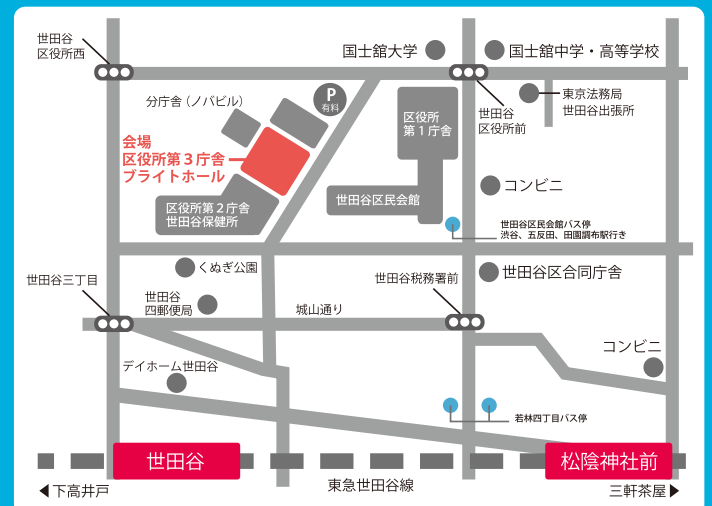 世田谷
区役所西
国士舘大学
国士舘中学・高等学校
東京法務局
世田谷出張所
分庁舎(ノバビル)
P
有料
区役所
第1庁舎
世田谷
区役所前
会場
区役所第3庁舎
ブライトホール
コンビニ
区役所第2庁舎
世田谷保健所
世田谷区民会館
世田谷区民会館バス停
渋谷、五反田、田園調布駅行き
くぬぎ公園
世田谷三丁目
世田谷税務署前
世田谷区合同庁舎
世田谷
四郵便局
城山通り
コンビニ
デイホーム世田谷
若林四丁目バス停
世田谷
松陰神社前
下高井戸
東急世田谷線
三軒茶屋